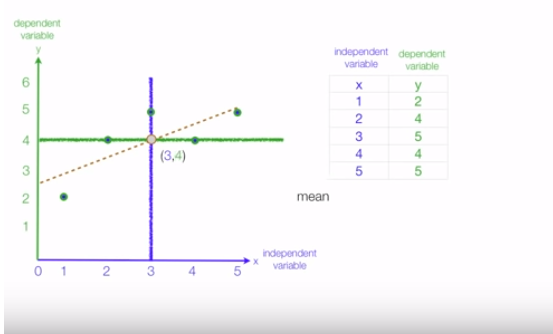 dependent
variable
y
6
5
4
3
2
1
0 1 2 3 4 5
(3,4)
x
independent
variable
independent
variable
dependent
variable
x y
1 2
2 4
3 5
4 4
5 5
mean